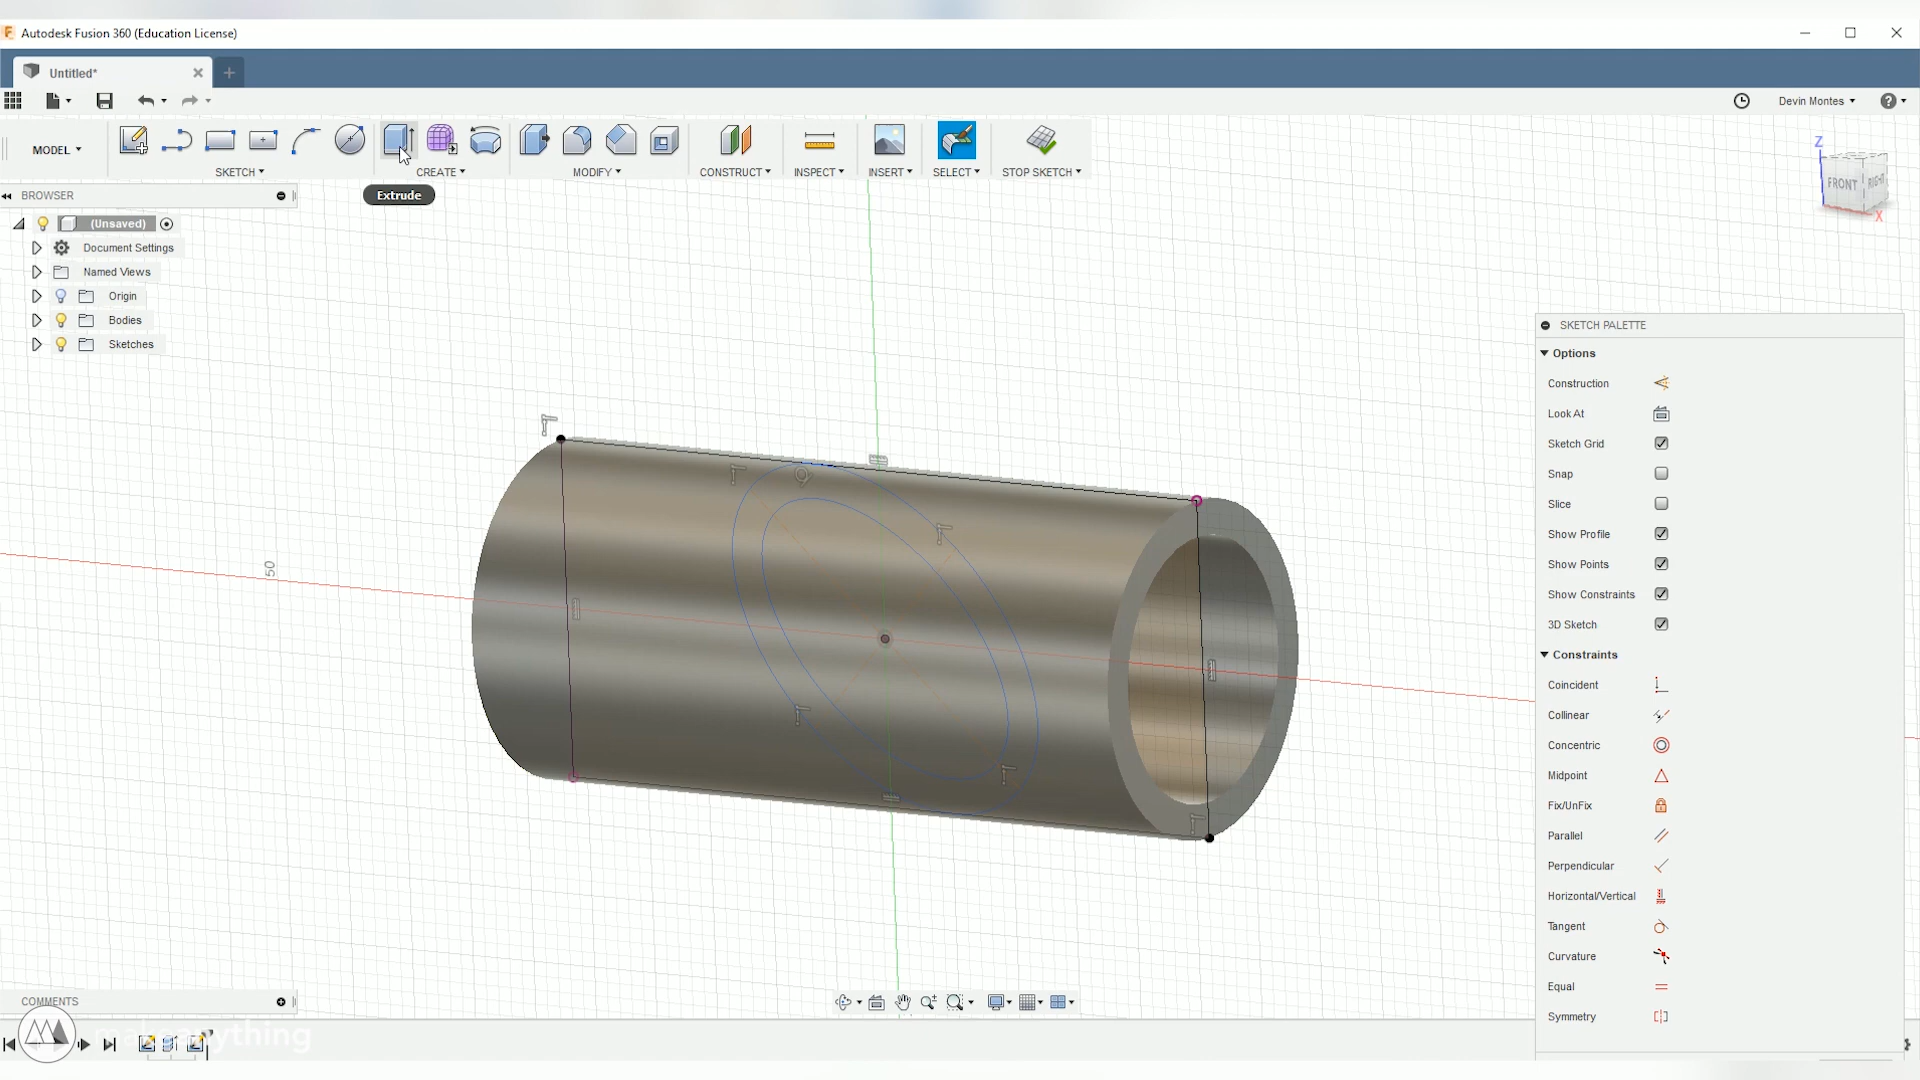 Autodesk Fusion 360 (Education License)
Untitled*
Devin Montes
MODEL
SKETCH
CREATE
MODIFY
CONSTRUCT
INSPECT
INSERT
SELECT
STOP SKETCH
BROWSER
Extrude
(Unsaved)
Document Settings
Named Views
Origin
Bodies
Sketches
Z
FRONT
RIGHT
X
50
SKETCH PALETTE
Options
Construction
Look At
Sketch Grid
Snap
Slice
Show Profile
Show Points
Show Constraints
3D Sketch
Constraints
Coincident
Collinear
Concentric
Midpoint
Fix/UnFix
Parallel
Perpendicular
Horizontal/Vertical
Tangent
Curvature
Equal
Symmetry
COMMENTS
makeanything